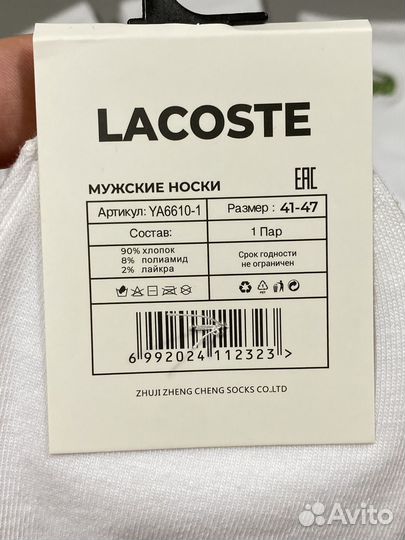 LACOSTE
МУЖСКИЕ НОСКИ
EAC
Артикул: YA6610-1
Размер : 41-47
Состав:
1 Пар
90% хлопок
8% полиамид
2% лайкра
Срок годности
не ограничен
6 992024 112323 >
ZHUJI ZHENG CHENG SOCKS CO.LTD
Avito